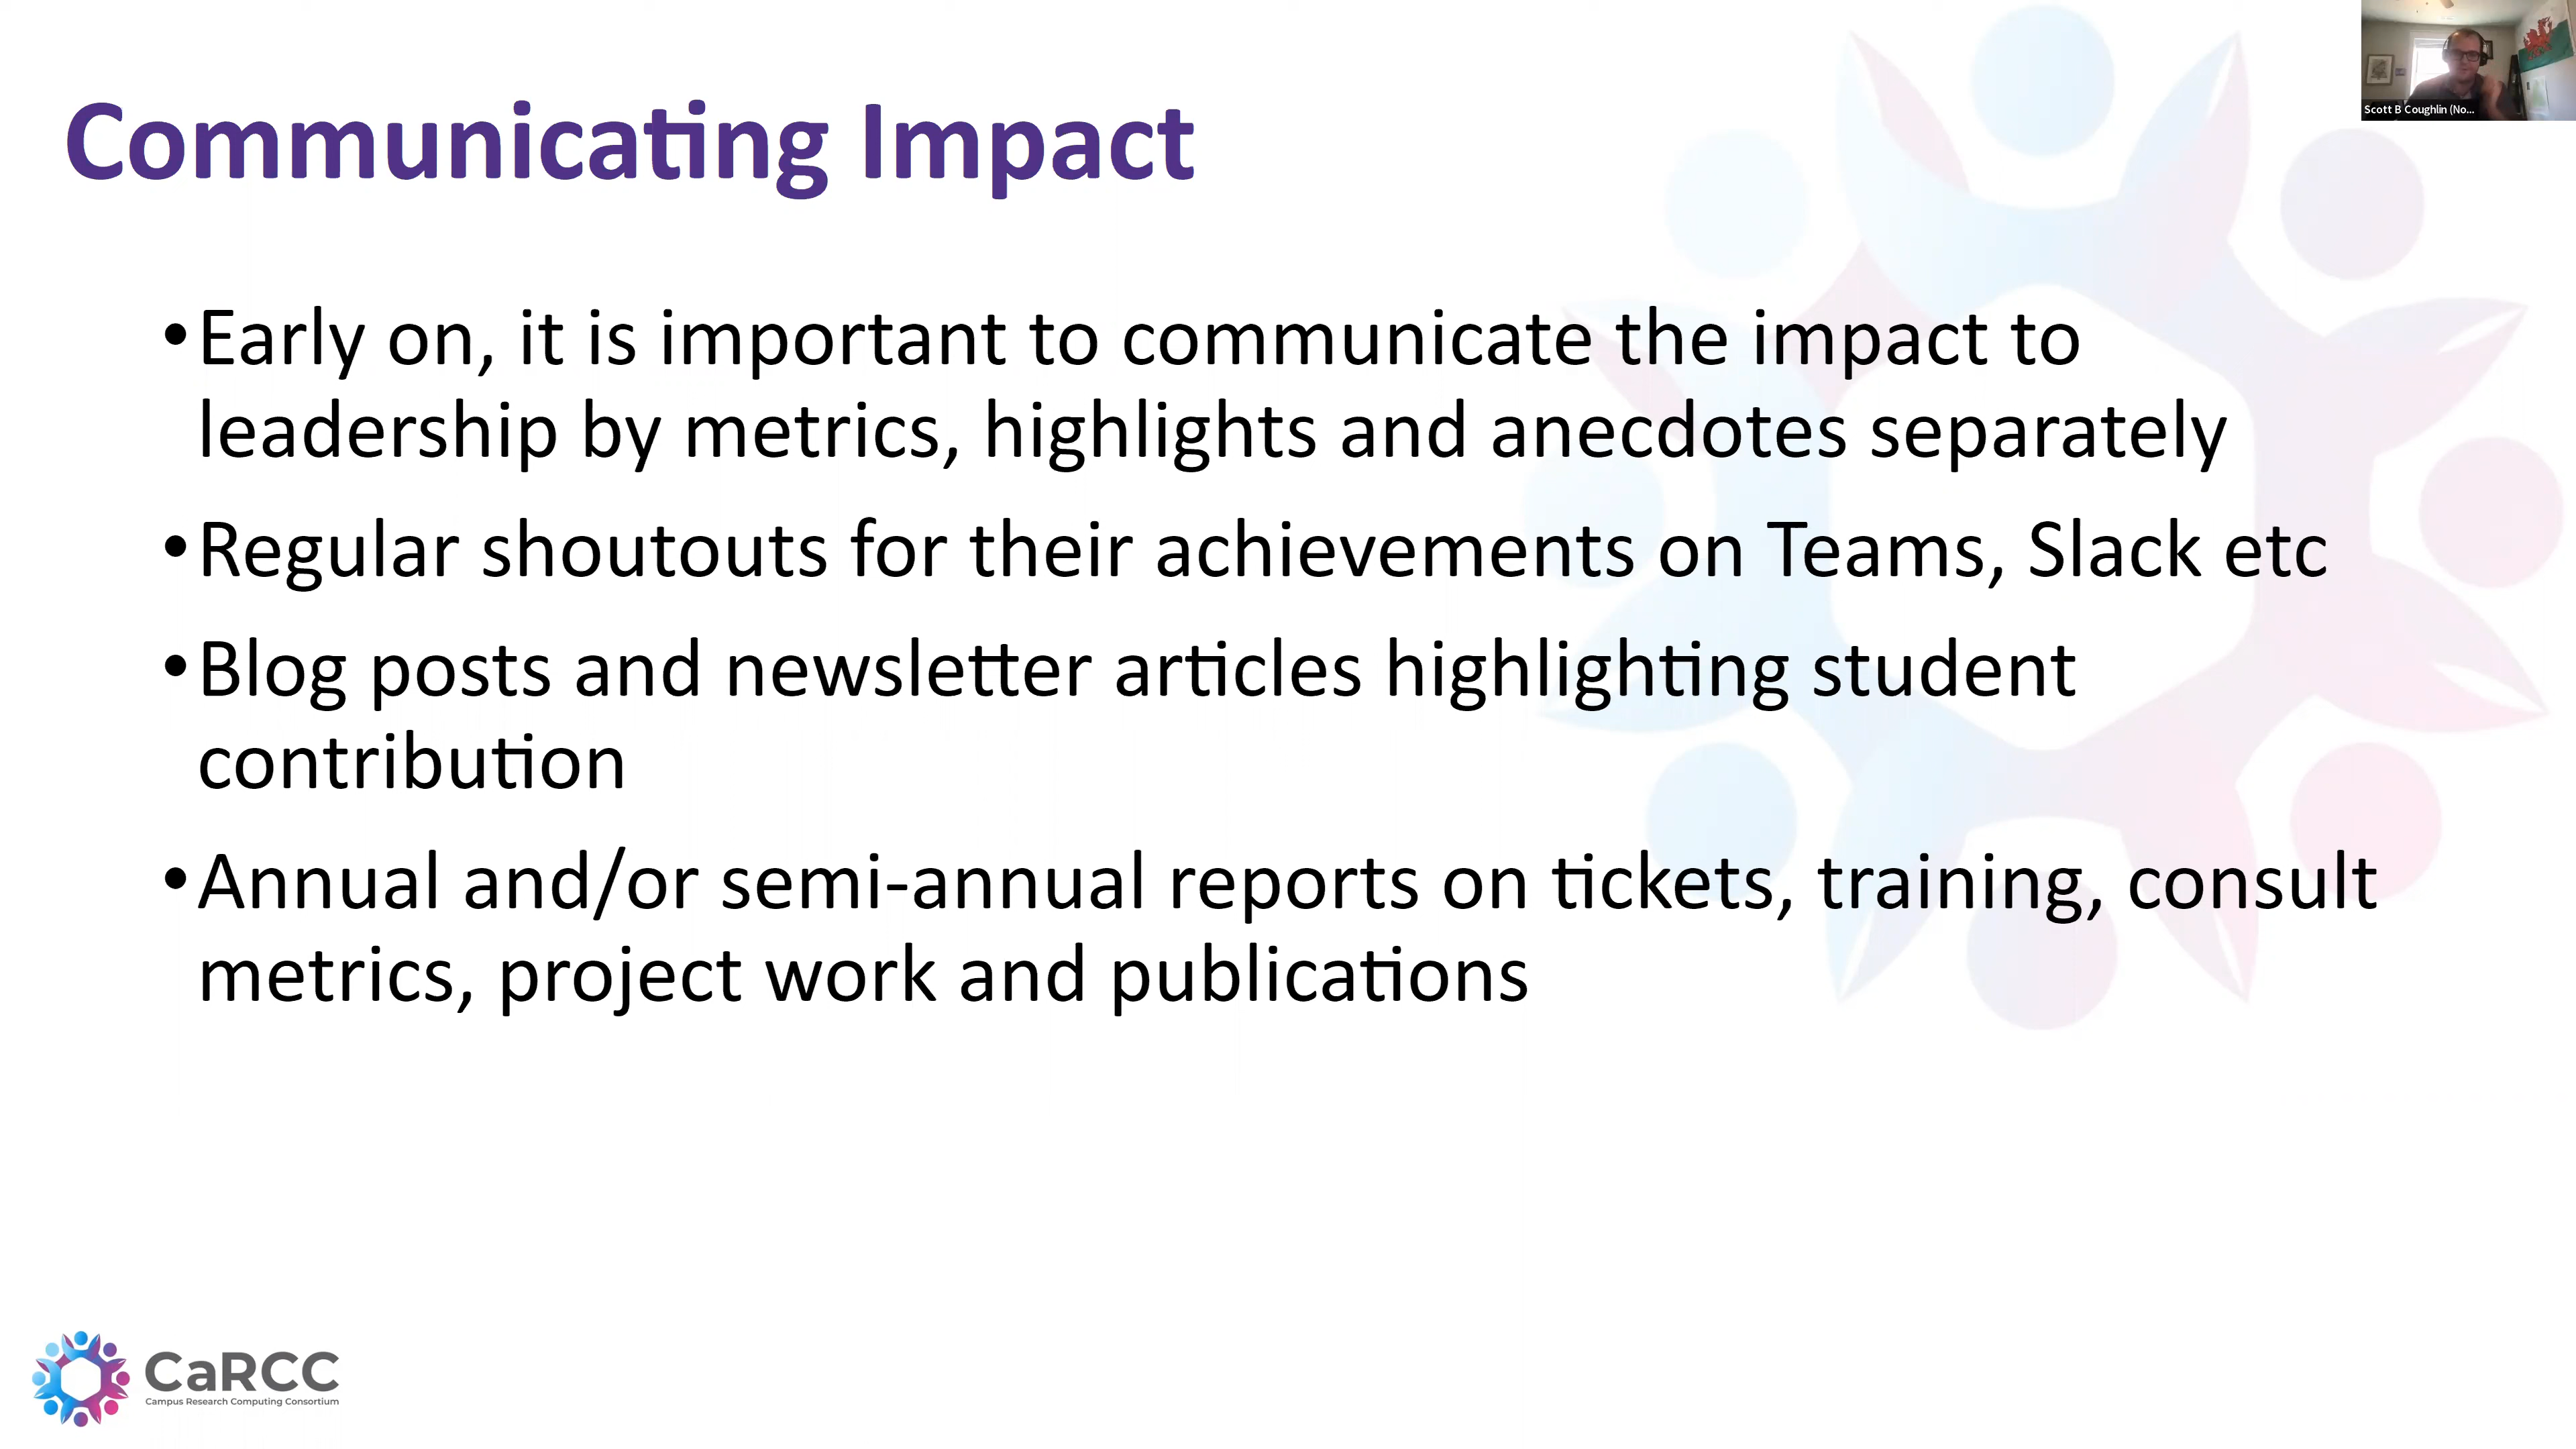 Scott B Coughlin (No...
Communicating Impact
•Early on, it is important to communicate the impact to
leadership by metrics, highlights and anecdotes separately
•Regular shoutouts for their achievements on Teams, Slack etc
•Blog posts and newsletter articles highlighting student
contribution
•Annual and/or semi-annual reports on tickets, training, consult
metrics, project work and publications
CaRCC
Campus Research Computing Consortium